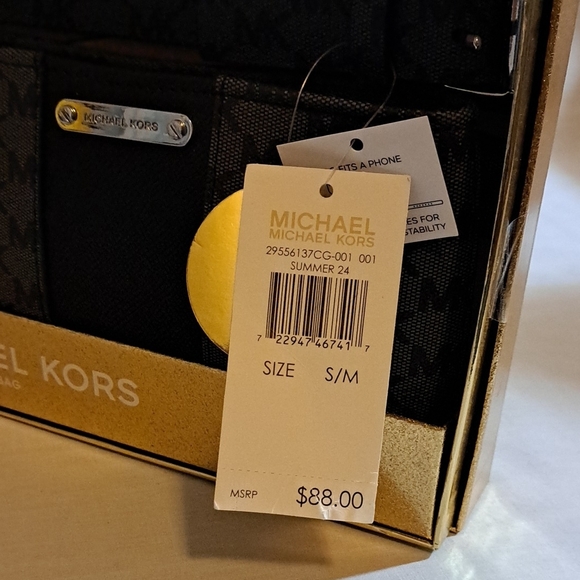 MICHAEL KORS
FITS A PHONE
ES FOR
STABILITY
MICHAEL
MICHAEL KORS
29556137CG-001 001
SUMMER 24
7 22947 46741 7
SIZE S/M
MSRP $88.00
EL KORS
BAG